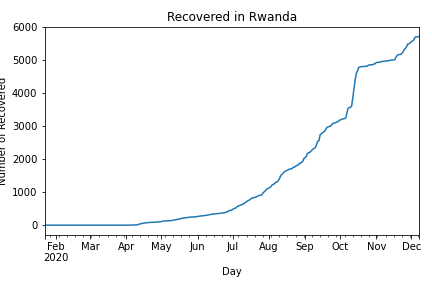 Recovered in Rwanda
Number of Recovered
6000
5000
4000
3000
2000
1000
0
Feb Mar Apr May Jun Jul Aug Sep Oct Nov Dec
2020
Day